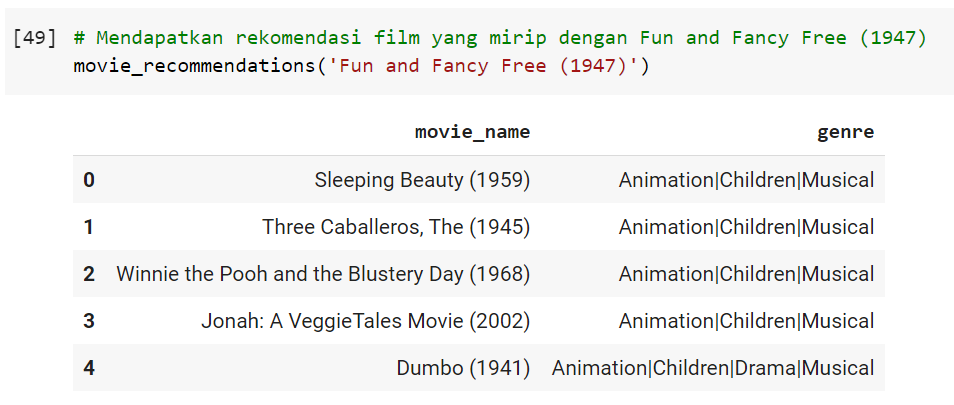 [49] # Mendapatkan rekomendasi film yang mirip dengan Fun and Fancy Free (1947)
movie_recommendations('Fun and Fancy Free (1947)')
movie_name genre
0 Sleeping Beauty (1959) Animation|Children|Musical
1 Three Caballeros, The (1945) Animation|Children|Musical
2 Winnie the Pooh and the Blustery Day (1968) Animation|Children|Musical
3 Jonah: A VeggieTales Movie (2002) Animation|Children|Musical
4 Dumbo (1941) Animation|Children|Drama|Musical